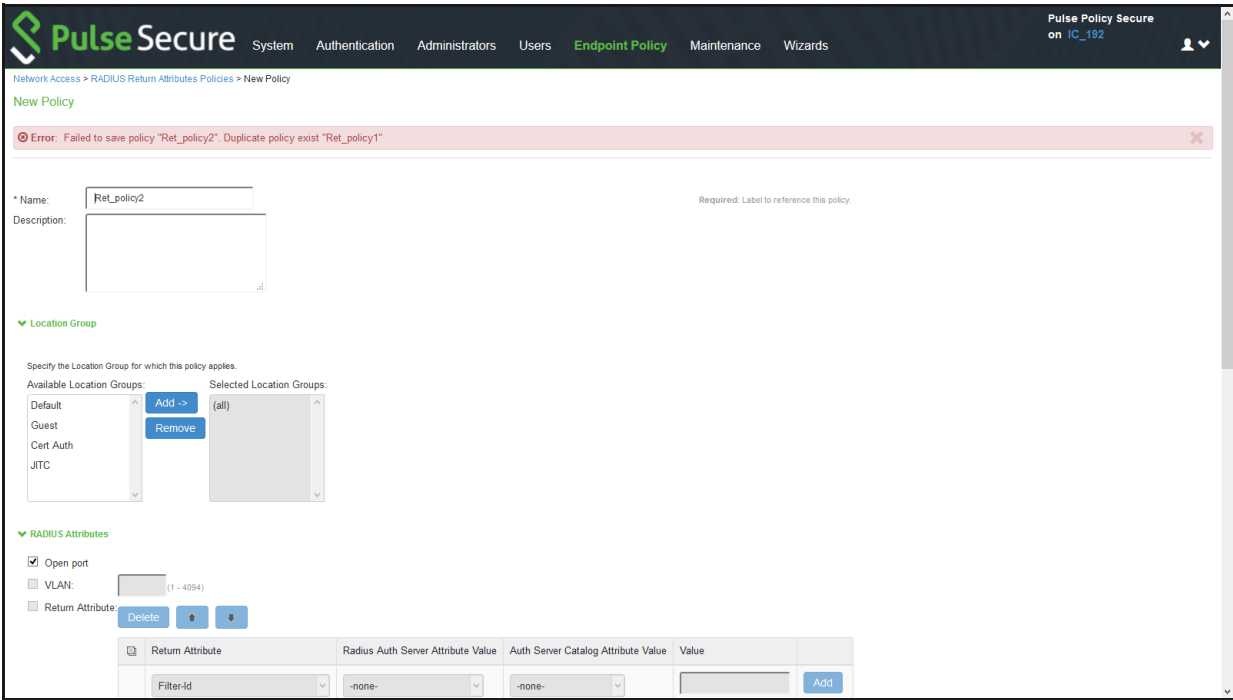 Pulse Secure
System Authentication Administrators Users Endpoint Policy Maintenance Wizards
Pulse Policy Secure
on IC_192
Network Access > RADIUS Return Attributes Policies > New Policy
New Policy
Error: Failed to save policy "Ret_policy2". Duplicate policy exist "Ret_policy1"
* Name: Ret_policy2 Required: Label to reference this policy.
Description:
Location Group
Specify the Location Group for which this policy applies.
Available Location Groups: Selected Location Groups:
Default Add -> (all)
Guest Remove
Cert Auth
JITC
RADIUS Attributes
Open port
VLAN: (1 - 4094)
Return Attribute:
Delete
Return Attribute Radius Auth Server Attribute Value Auth Server Catalog Attribute Value Value
Filter-Id -none- -none- Add